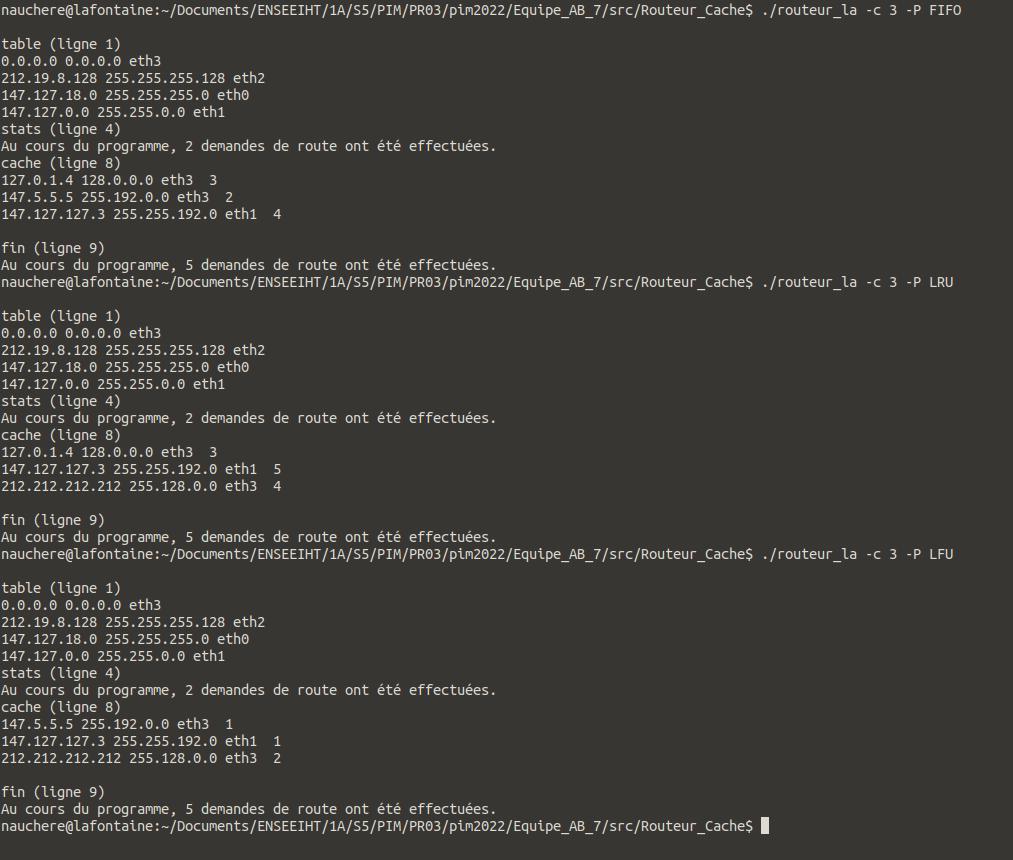 nauchere@lafontaine:~/Documents/ENSEEIHT/1A/S5/PIM/PR03/pim2022/Equipe_AB_7/src/Routeur_Cache$ ./routeur_la -c 3 -P FIFO
table (ligne 1)
0.0.0.0 0.0.0.0 eth3
212.19.8.128 255.255.255.128 eth2
147.127.18.0 255.255.255.0 eth0
147.127.0.0 255.255.0.0 eth1
stats (ligne 4)
Au cours du programme, 2 demandes de route ont été effectuées.
cache (ligne 8)
127.0.1.4 128.0.0.0 eth3  3
147.5.5.5 255.192.0.0 eth3  2
147.127.127.3 255.255.192.0 eth1  4
fin (ligne 9)
Au cours du programme, 5 demandes de route ont été effectuées.
nauchere@lafontaine:~/Documents/ENSEEIHT/1A/S5/PIM/PR03/pim2022/Equipe_AB_7/src/Routeur_Cache$ ./routeur_la -c 3 -P LRU
table (ligne 1)
0.0.0.0 0.0.0.0 eth3
212.19.8.128 255.255.255.128 eth2
147.127.18.0 255.255.255.0 eth0
147.127.0.0 255.255.0.0 eth1
stats (ligne 4)
Au cours du programme, 2 demandes de route ont été effectuées.
cache (ligne 8)
127.0.1.4 128.0.0.0 eth3  3
147.127.127.3 255.255.192.0 eth1  5
212.212.212.212 255.128.0.0 eth3  4
fin (ligne 9)
Au cours du programme, 5 demandes de route ont été effectuées.
nauchere@lafontaine:~/Documents/ENSEEIHT/1A/S5/PIM/PR03/pim2022/Equipe_AB_7/src/Routeur_Cache$ ./routeur_la -c 3 -P LFU
table (ligne 1)
0.0.0.0 0.0.0.0 eth3
212.19.8.128 255.255.255.128 eth2
147.127.18.0 255.255.255.0 eth0
147.127.0.0 255.255.0.0 eth1
stats (ligne 4)
Au cours du programme, 2 demandes de route ont été effectuées.
cache (ligne 8)
147.5.5.5 255.192.0.0 eth3  1
147.127.127.3 255.255.192.0 eth1  1
212.212.212.212 255.128.0.0 eth3  2
fin (ligne 9)
Au cours du programme, 5 demandes de route ont été effectuées.
nauchere@lafontaine:~/Documents/ENSEEIHT/1A/S5/PIM/PR03/pim2022/Equipe_AB_7/src/Routeur_Cache$